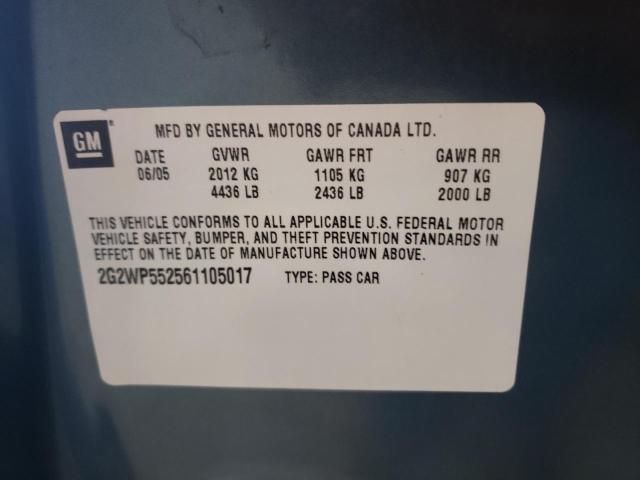 GM®
MFD BY GENERAL MOTORS OF CANADA LTD.
DATE GVWR GAWR FRT GAWR RR
06/05 2012 KG 1105 KG 907 KG
4436 LB 2436 LB 2000 LB
THIS VEHICLE CONFORMS TO ALL APPLICABLE U.S. FEDERAL MOTOR
VEHICLE SAFETY, BUMPER, AND THEFT PREVENTION STANDARDS IN
EFFECT ON THE DATE OF MANUFACTURE SHOWN ABOVE.
2G2WP552561105017 TYPE: PASS CAR